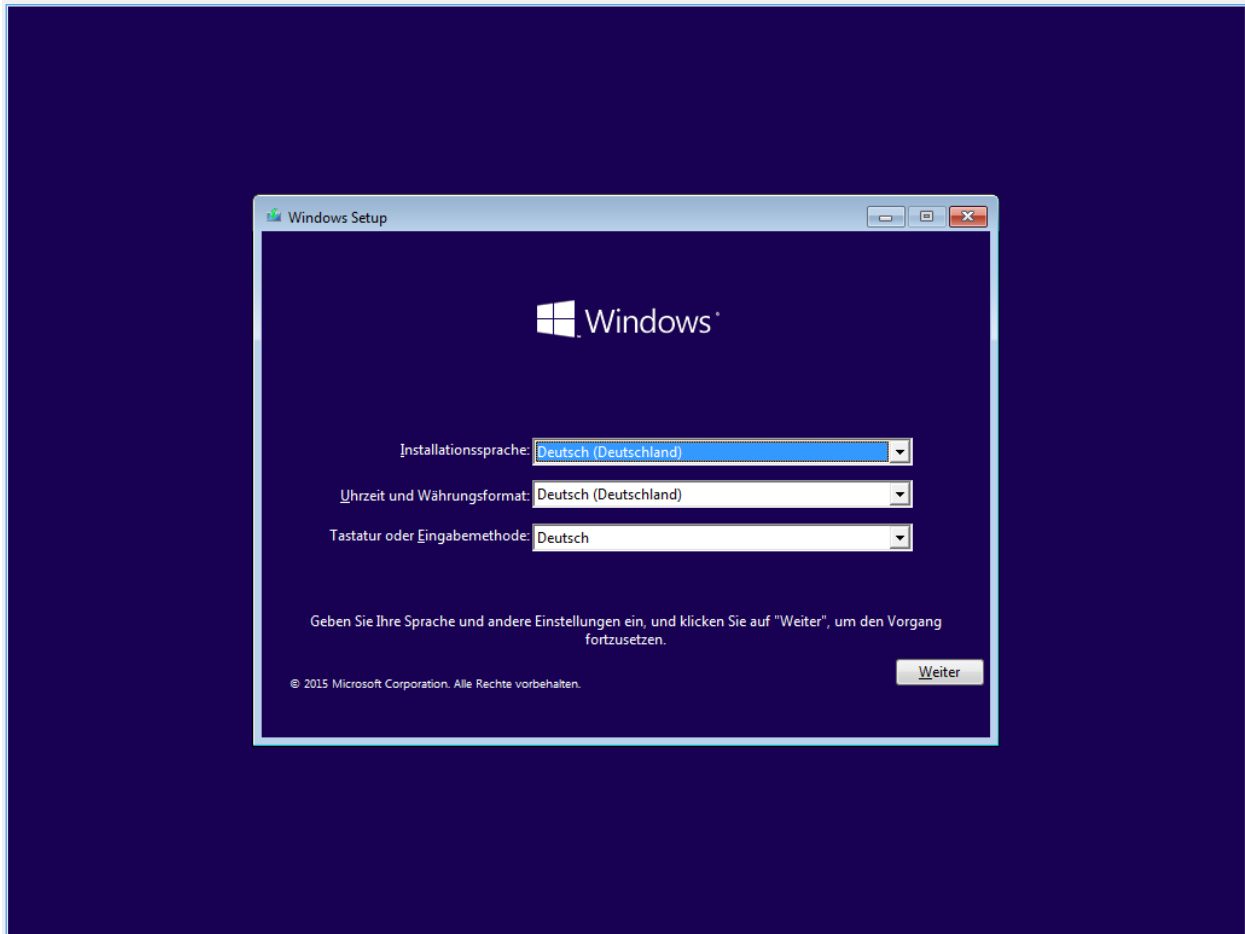 Windows Setup
Windows
Installationssprache: Deutsch (Deutschland)
Uhrzeit und Währungsformat: Deutsch (Deutschland)
Tastatur oder Eingabemethode: Deutsch
Geben Sie Ihre Sprache und andere Einstellungen ein, und klicken Sie auf "Weiter", um den Vorgang
fortzusetzen.
Weiter
© 2015 Microsoft Corporation. Alle Rechte vorbehalten.